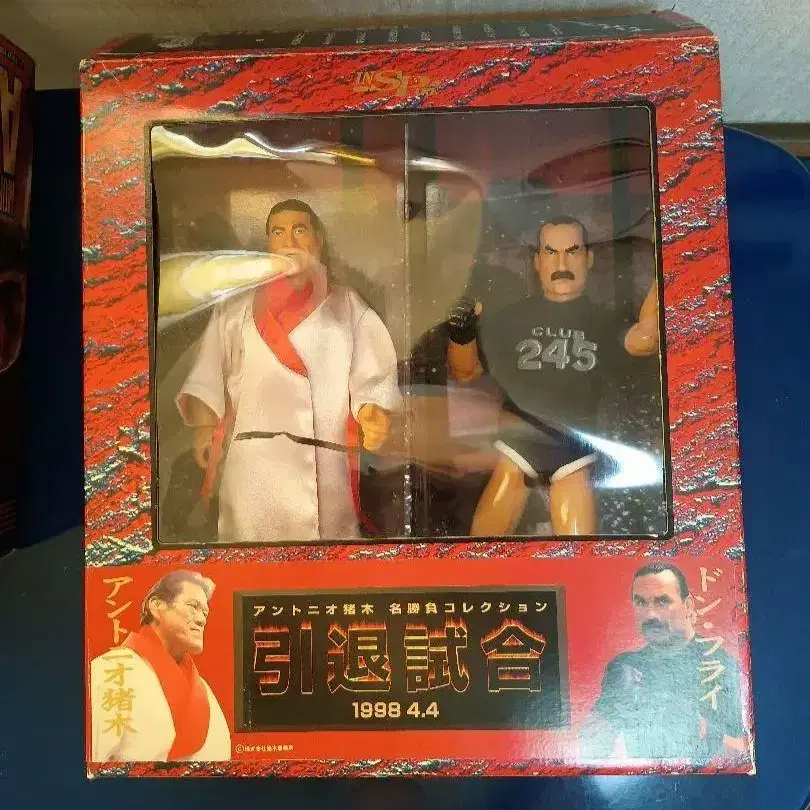 INSPIRE
CLUB
245
アントニオ猪木
アントニオ猪木 名勝負コレクション
引退試合
1998 4.4
ドン・フライ